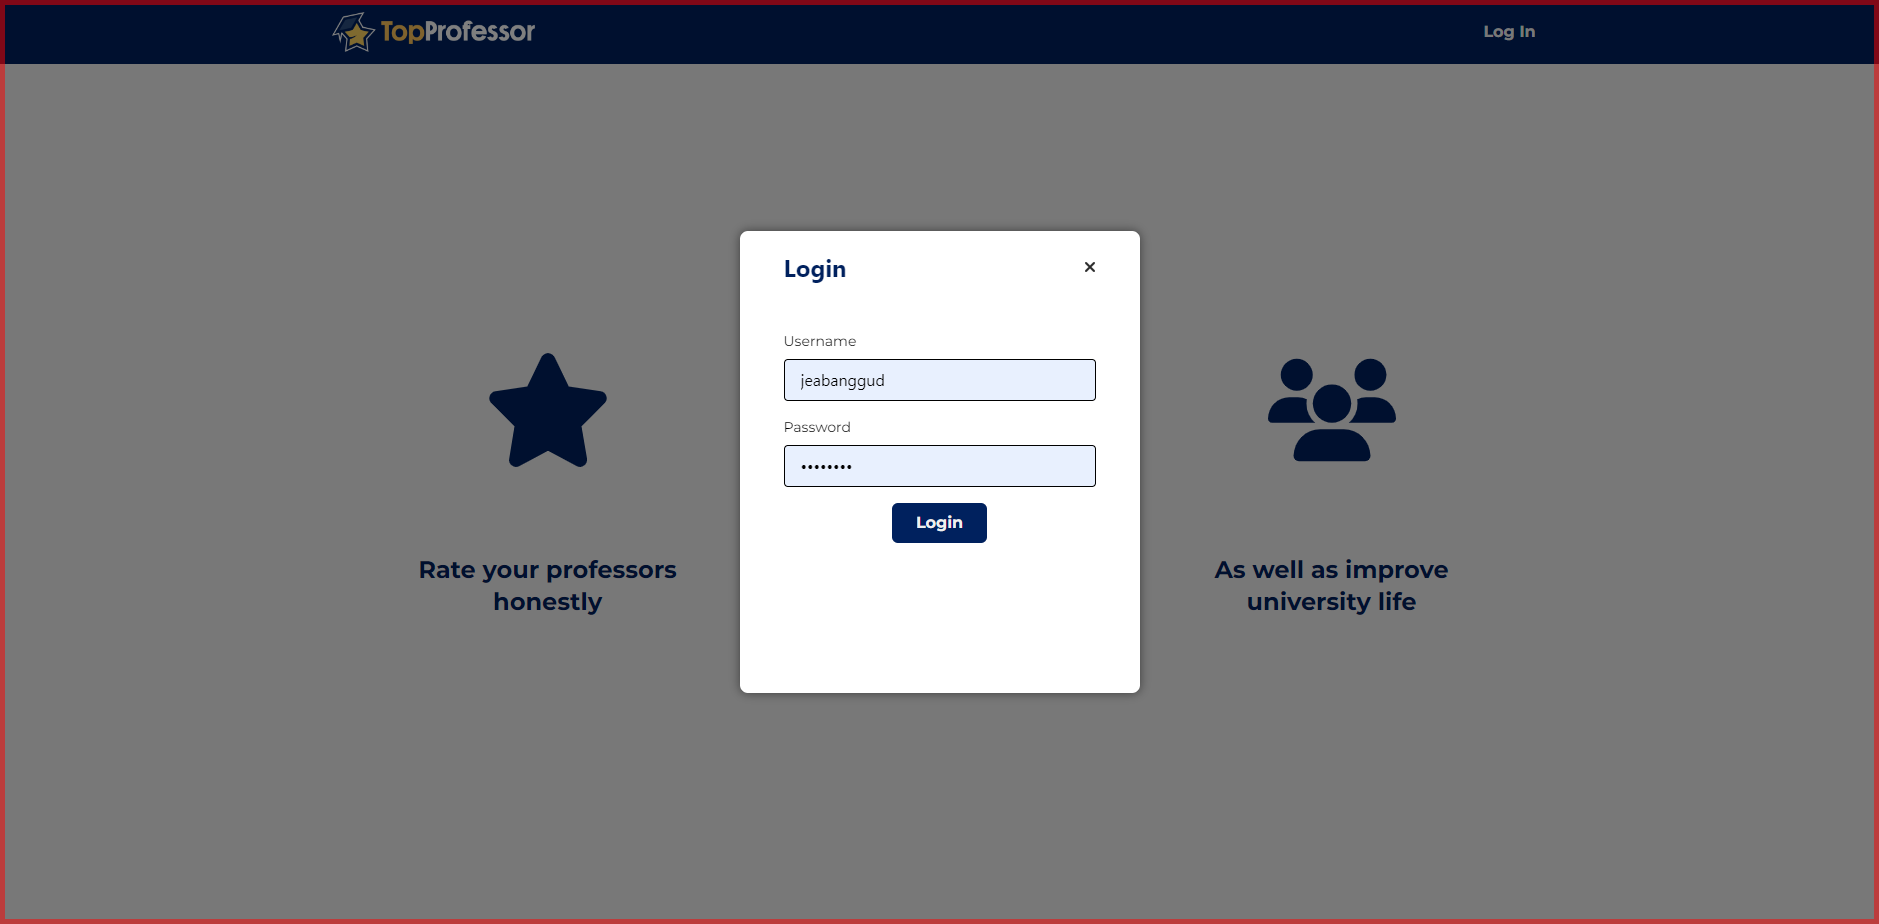 TopProfessor
Log In
Login
×
Username
jeabanggud
Password
••••••••
Login
Rate your professors
honestly
As well as improve
university life